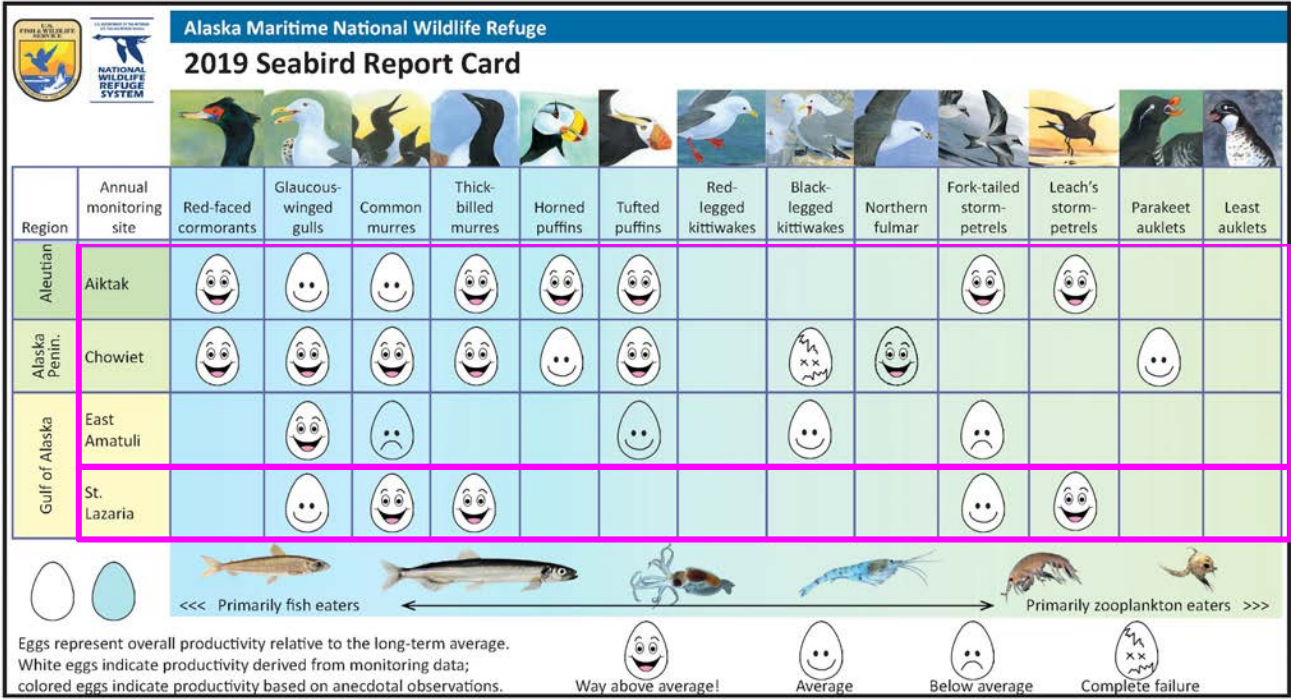 U.S.
FISH & WILDLIFE
SERVICE
NATIONAL
WILDLIFE
REFUGE
SYSTEM
Alaska Maritime National Wildlife Refuge
2019 Seabird Report Card
Region
Annual
monitoring
site
Red-faced
cormorants
Glaucous-
winged
gulls
Common
murres
Thick-
billed
murres
Horned
puffins
Tufted
puffins
Red-
legged
kittiwakes
Black-
legged
kittiwakes
Northern
fulmar
Fork-tailed
storm-
petrels
Leach's
storm-
petrels
Parakeet
auklets
Least
auklets
Aleutian
Aiktak
Alaska
Penin.
Chowiet
Gulf of Alaska
East
Amatuli
St.
Lazaria
<<< Primarily fish eaters
Primarily zooplankton eaters >>>
Eggs represent overall productivity relative to the long-term average.
White eggs indicate productivity derived from monitoring data;
colored eggs indicate productivity based on anecdotal observations.
Way above average!
Average
Below average
Complete failure